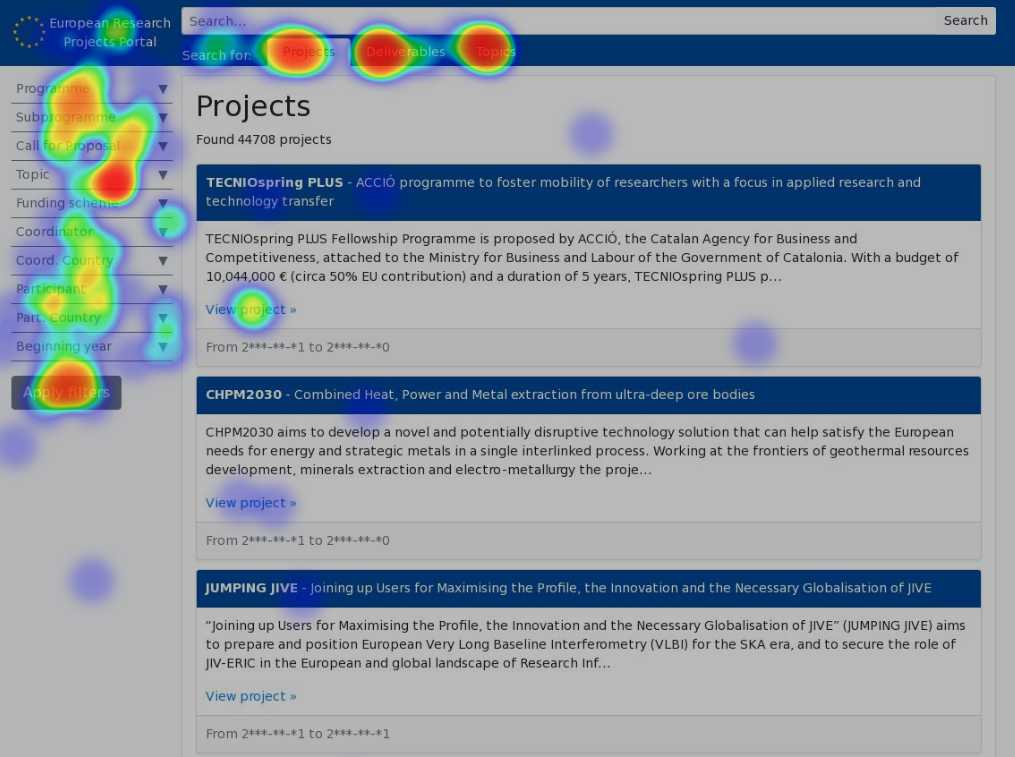 European Research
Projects Portal
Search...
Search
Search for:
Projects
Deliverables
Topics
Programme
Subprogramme
Call for Proposal
Topic
Funding scheme
Coordinator
Coord. Country
Participant
Part. Country
Beginning year
Apply filters
Projects
Found 44708 projects
TECNIOspring PLUS - ACCIÓ programme to foster mobility of researchers with a focus in applied research and
technology transfer
TECNIOspring PLUS Fellowship Programme is proposed by ACCIÓ, the Catalan Agency for Business and
Competitiveness, attached to the Ministry for Business and Labour of the Government of Catalonia. With a budget of
10,044,000 € (circa 50% EU contribution) and a duration of 5 years, TECNIOspring PLUS p...
View project »
From 2***-**-*1 to 2***-**-*0
CHPM2030 - Combined Heat, Power and Metal extraction from ultra-deep ore bodies
CHPM2030 aims to develop a novel and potentially disruptive technology solution that can help satisfy the European
needs for energy and strategic metals in a single interlinked process. Working at the frontiers of geothermal resources
development, minerals extraction and electro-metallurgy the proje...
View project »
From 2***-**-*1 to 2***-**-*0
JUMPING JIVE - Joining up Users for Maximising the Profile, the Innovation and the Necessary Globalisation of JIVE
“Joining up Users for Maximising the Profile, the Innovation and the Necessary Globalisation of JIVE” (JUMPING JIVE) aims
to prepare and position European Very Long Baseline Interferometry (VLBI) for the SKA era, and to secure the role of
JIV-ERIC in the European and global landscape of Research Inf...
View project »
From 2***-**-*1 to 2***-**-*1